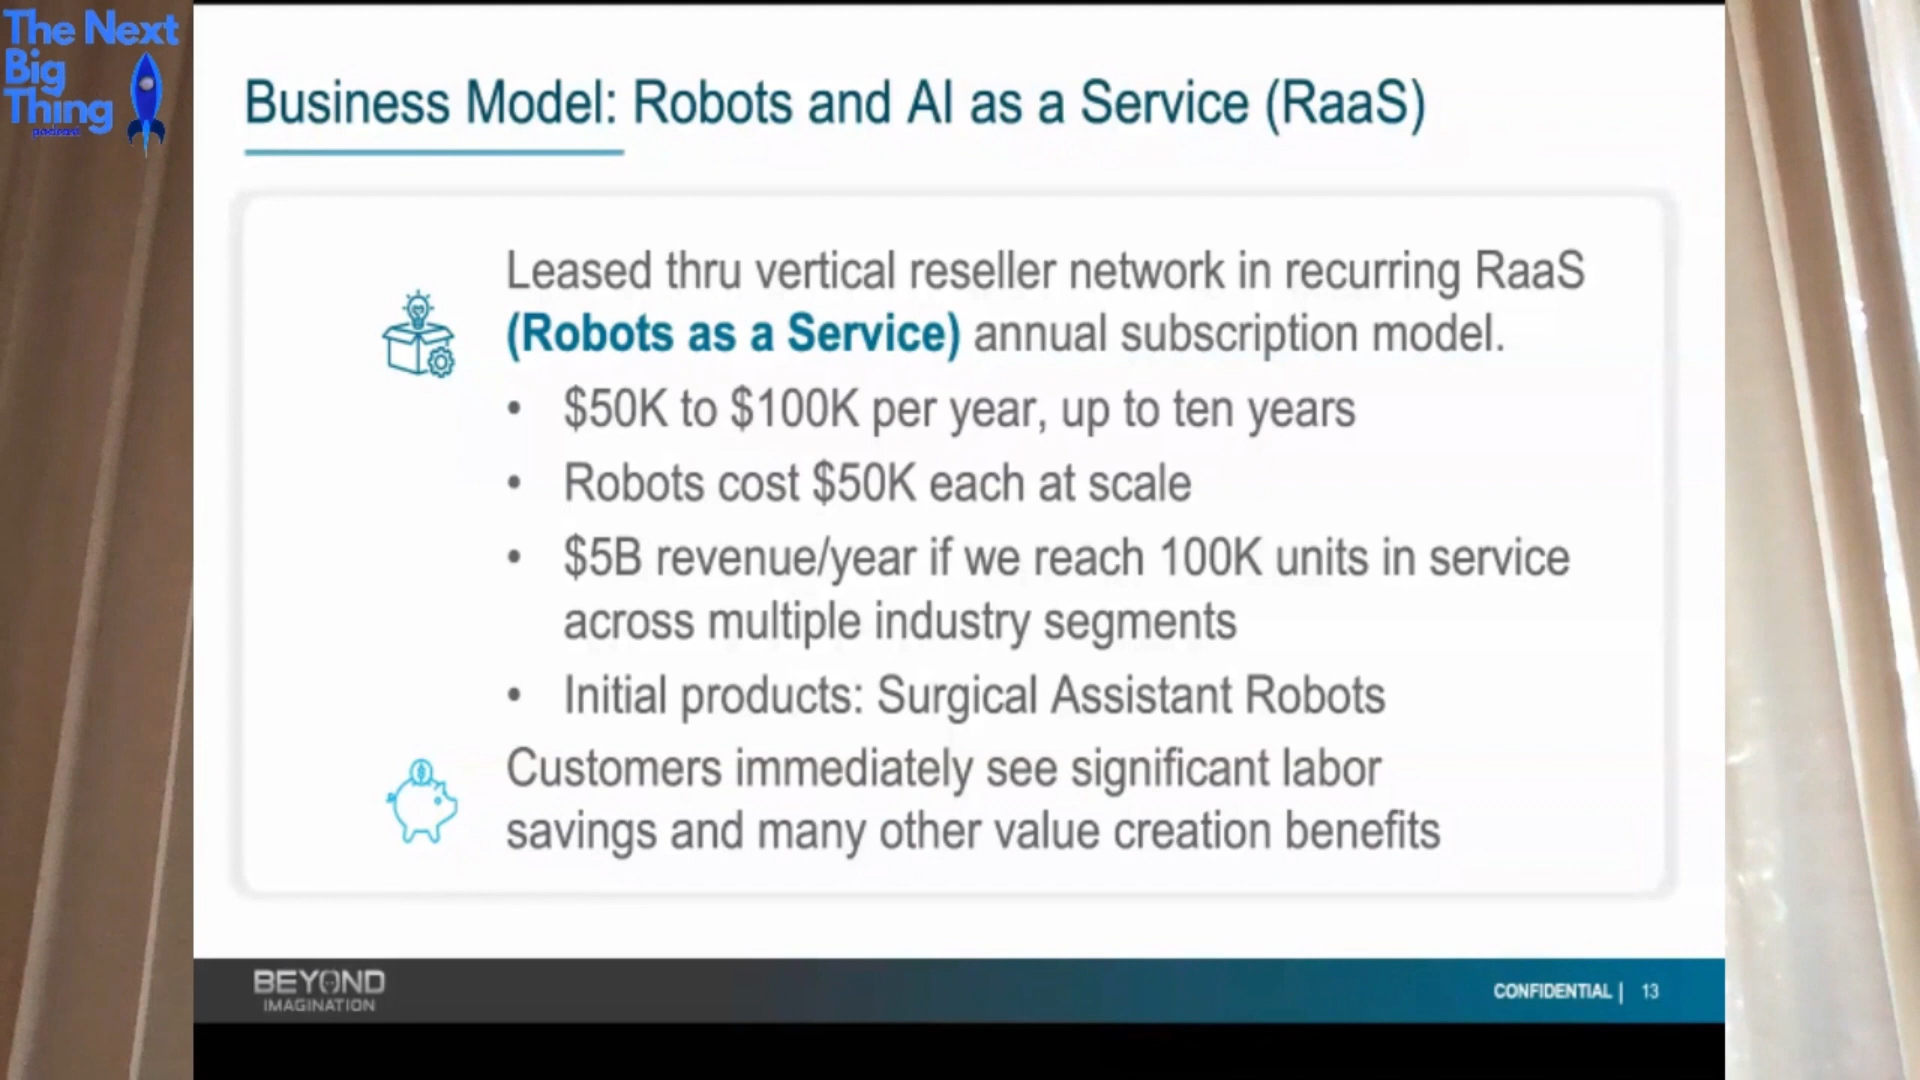 The Next
Big
Thing
podcast
Business Model: Robots and AI as a Service (RaaS)
Leased thru vertical reseller network in recurring RaaS
(Robots as a Service) annual subscription model.
• $50K to $100K per year, up to ten years
• Robots cost $50K each at scale
• $5B revenue/year if we reach 100K units in service
across multiple industry segments
• Initial products: Surgical Assistant Robots
Customers immediately see significant labor
savings and many other value creation benefits
BEYOND
IMAGINATION
CONFIDENTIAL | 13